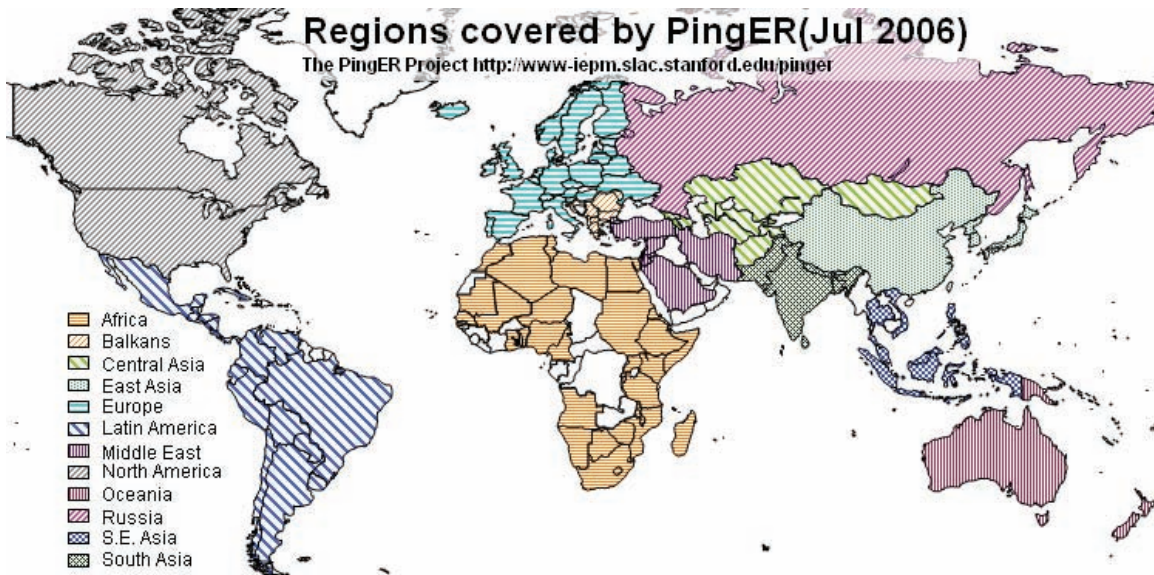 Regions covered by PingER(Jul 2006)
The PingER Project http://www-iepm.slac.stanford.edu/pinger
Africa
Balkans
Central Asia
East Asia
Europe
Latin America
Middle East
North America
Oceania
Russia
S.E. Asia
South Asia